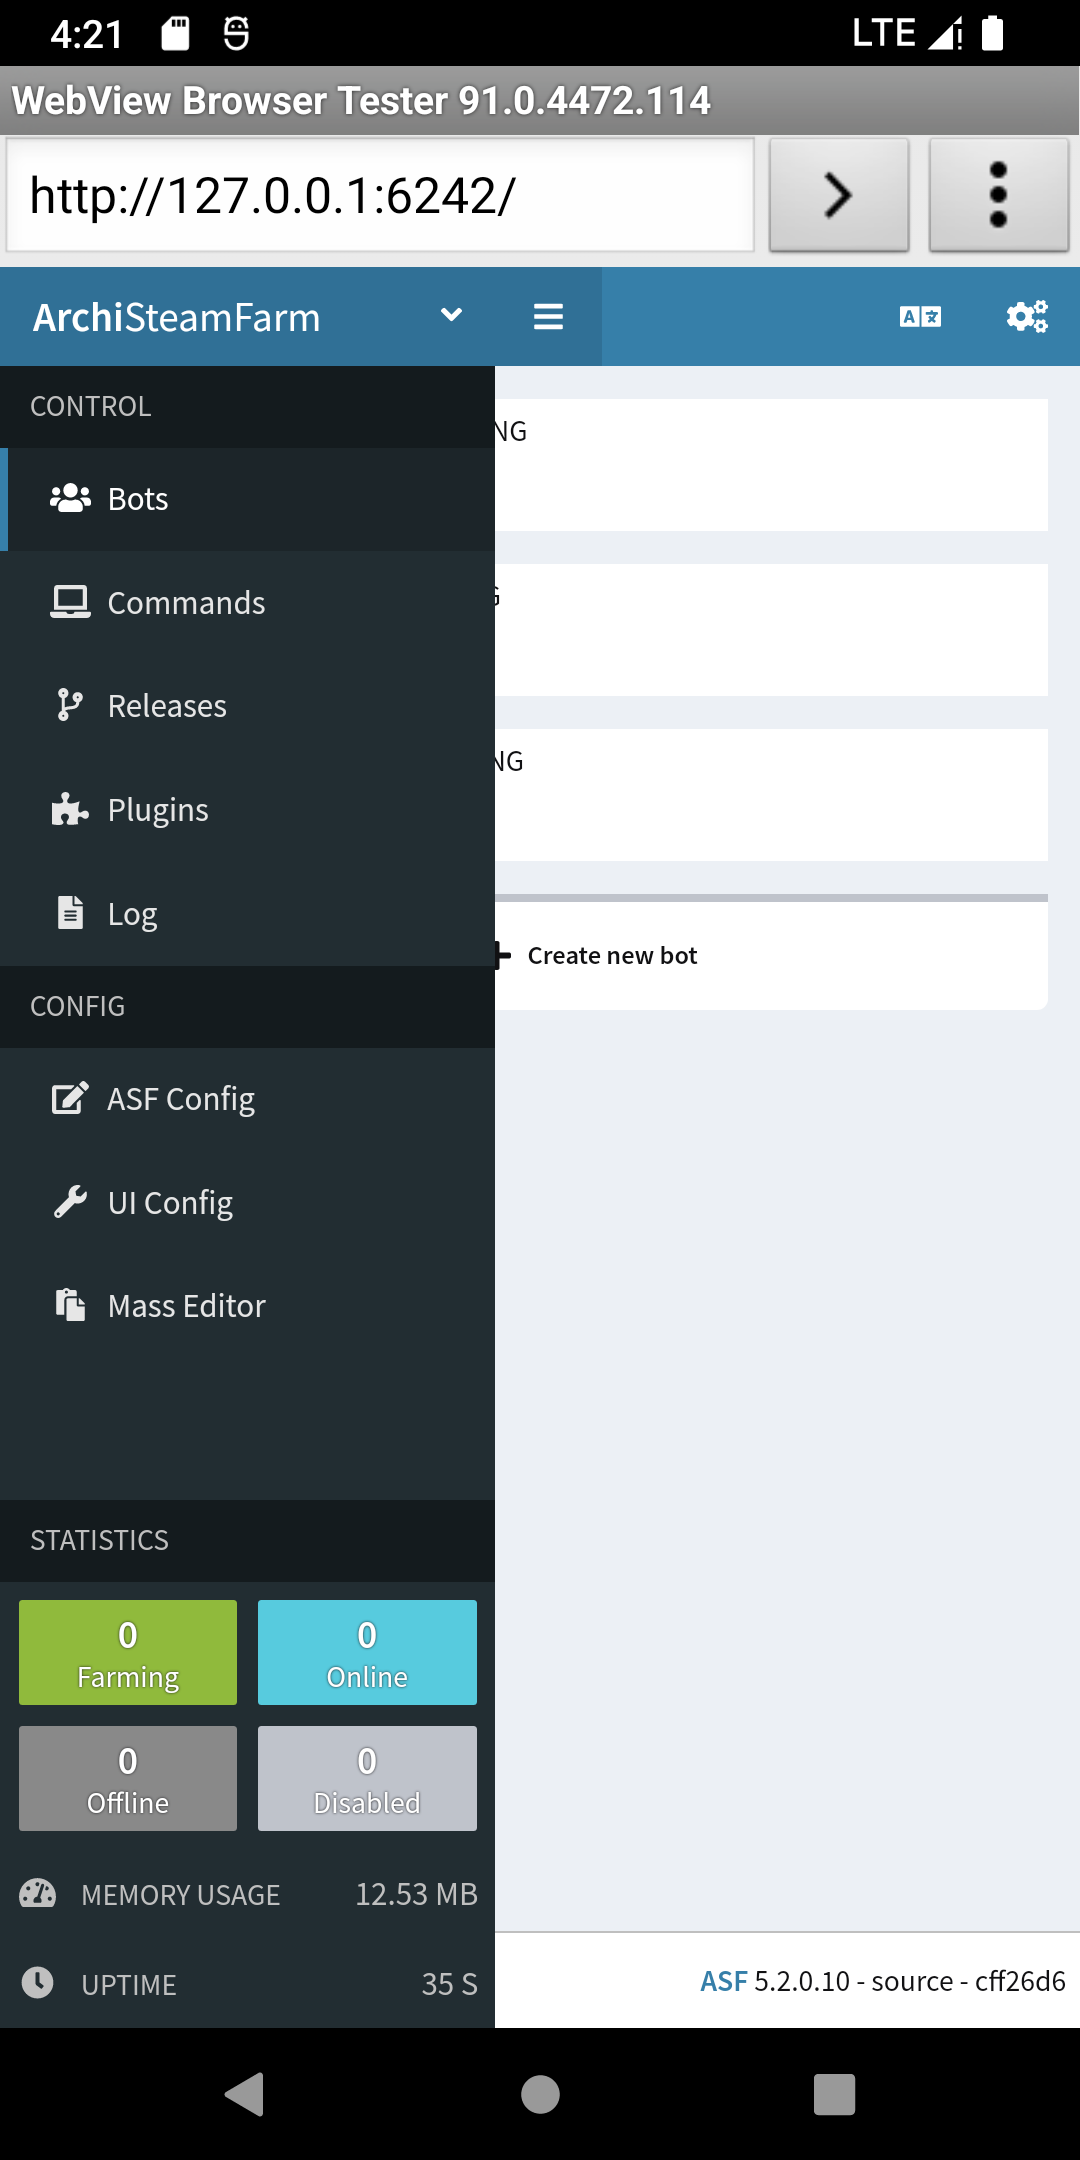 4:21 LTE
WebView Browser Tester 91.0.4472.114
http://127.0.0.1:6242/
ArchiSteamFarm
CONTROL
Bots
Commands
Releases
Plugins
Log
NG
G
NG
Create new bot
CONFIG
ASF Config
UI Config
Mass Editor
STATISTICS
0
Farming
0
Online
0
Offline
0
Disabled
MEMORY USAGE 12.53 MB
UPTIME 35 S
ASF 5.2.0.10 - source - cff26d6